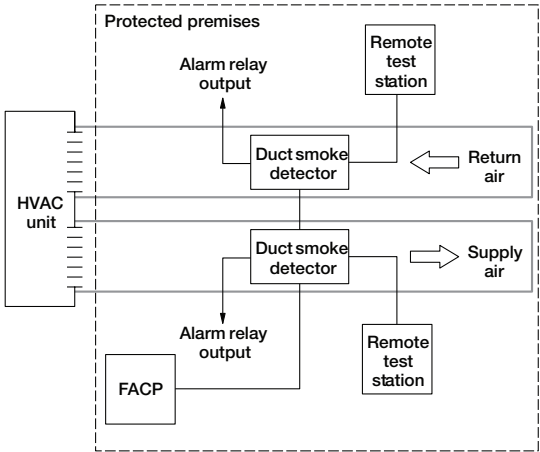 Protected premises
Remote
test
station
Alarm relay
output
Duct smoke
detector
Return
air
HVAC
unit
Duct smoke
detector
Supply
air
Alarm relay
output
Remote
test
station
FACP